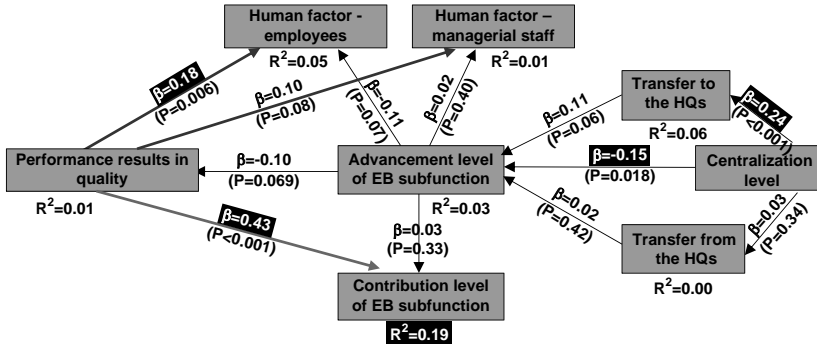 Human factor -
employees
R²=0.05
Human factor –
managerial staff
R²=0.01
β=0.18
(P=0.006)
β=0.10
(P=0.08)
β=-0.11
(P=0.07)
β=0.02
(P=0.40)
β=0.11
(P=0.06)
Transfer to
the HQs
R²=0.06
β=0.24
(P<0.001)
Performance results in
quality
R²=0.01
β=-0.10
(P=0.069)
Advancement level
of EB subfunction
R²=0.03
β=-0.15
(P=0.018)
Centralization
level
β=0.43
(P<0.001)
β=0.03
(P=0.33)
β=0.02
(P=0.42)
Transfer from
the HQs
R²=0.00
β=0.03
(P=0.34)
Contribution level
of EB subfunction
R²=0.19